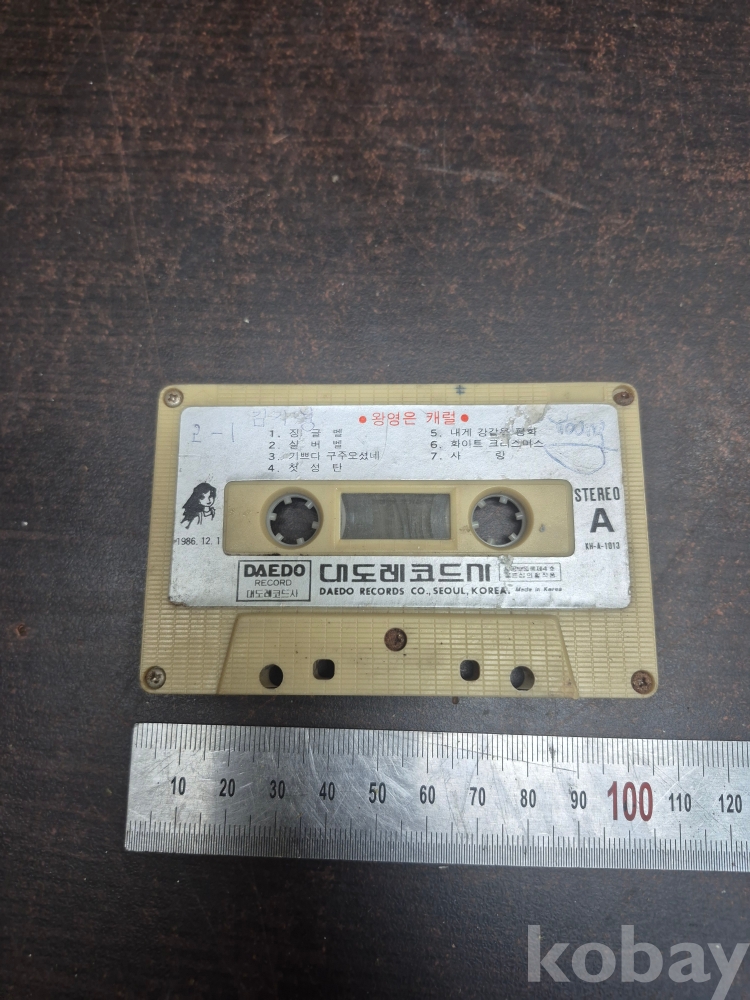 ● 왕영은 캐럴 ●
2-1
1. 징글벨
2. 실버벨
3. 기쁘다 구주오셨네
4. 첫성탄
5. 내게 강같은 평화
6. 화이트 크리스마스
7. 사랑
STEREO
A
1986. 12. 1
KH-A-1013
DAEDO
RECORD
대도레코드사
대도레코드사
DAEDO RECORDS CO., SEOUL, KOREA.
Made in Korea
10 20 30 40 50 60 70 80 90 100 110 120
kobay